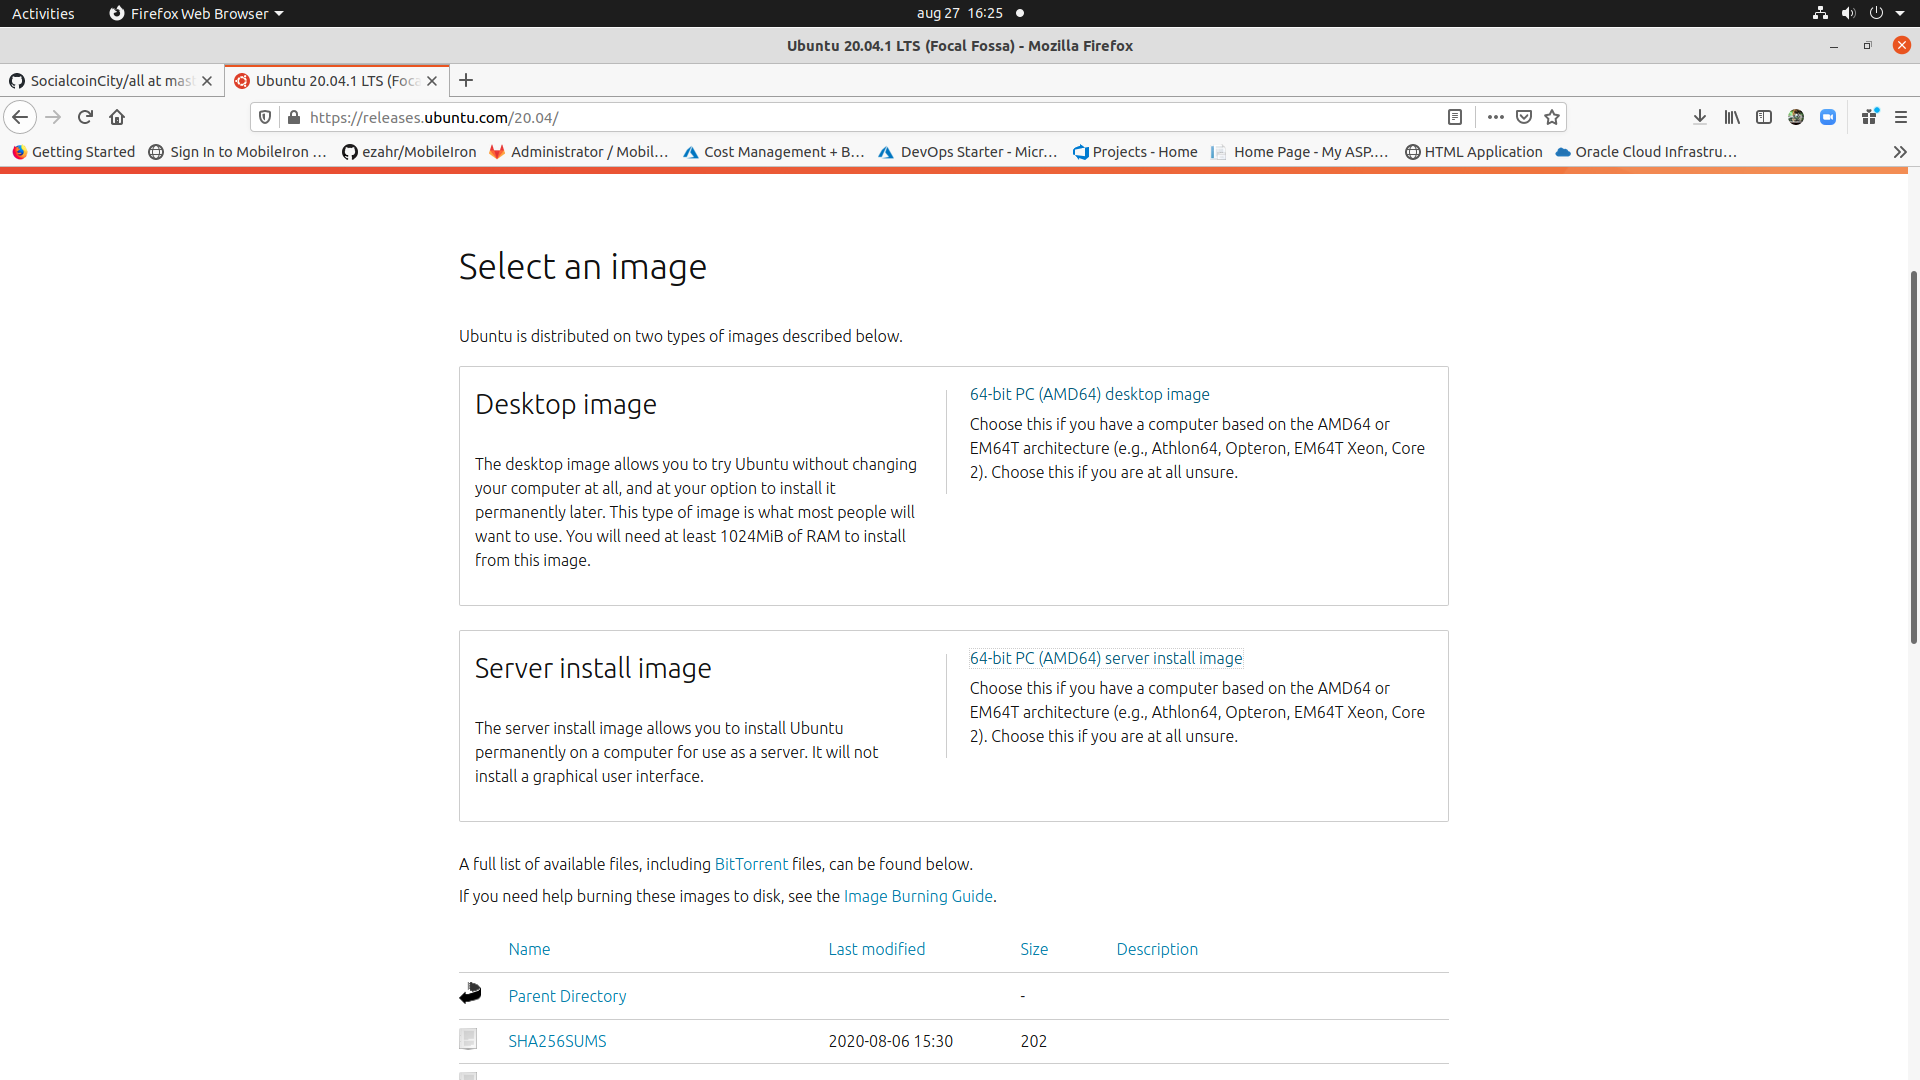 Activities Firefox Web Browser aug 27 16:25
Ubuntu 20.04.1 LTS (Focal Fossa) - Mozilla Firefox
SocialcoinCity/all at mast Ubuntu 20.04.1 LTS (Foca
https://releases.ubuntu.com/20.04/
Getting Started Sign In to MobileIron … ezahr/MobileIron Administrator / Mobil… Cost Management + B… DevOps Starter - Micr… Projects - Home Home Page - My ASP.… HTML Application Oracle Cloud Infrastru…
Select an image
Ubuntu is distributed on two types of images described below.
Desktop image
The desktop image allows you to try Ubuntu without changing
your computer at all, and at your option to install it
permanently later. This type of image is what most people will
want to use. You will need at least 1024MiB of RAM to install
from this image.
64-bit PC (AMD64) desktop image
Choose this if you have a computer based on the AMD64 or
EM64T architecture (e.g., Athlon64, Opteron, EM64T Xeon, Core
2). Choose this if you are at all unsure.
Server install image
The server install image allows you to install Ubuntu
permanently on a computer for use as a server. It will not
install a graphical user interface.
64-bit PC (AMD64) server install image
Choose this if you have a computer based on the AMD64 or
EM64T architecture (e.g., Athlon64, Opteron, EM64T Xeon, Core
2). Choose this if you are at all unsure.
A full list of available files, including BitTorrent files, can be found below.
If you need help burning these images to disk, see the Image Burning Guide.
Name Last modified Size Description
Parent Directory -
SHA256SUMS 2020-08-06 15:30 202